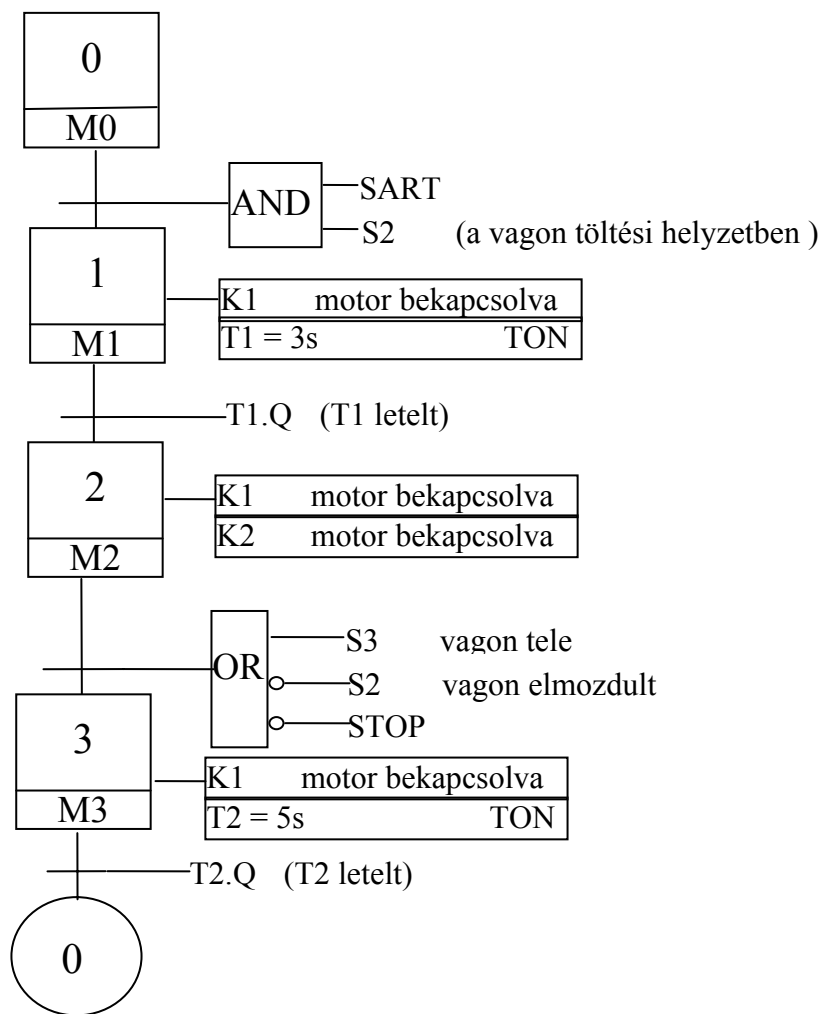 0
M0
AND
SART
S2 (a vagon töltési helyzetben )
1
M1
K1 motor bekapcsolva
T1 = 3s TON
T1.Q (T1 letelt)
2
M2
K1 motor bekapcsolva
K2 motor bekapcsolva
OR
S3 vagon tele
S2 vagon elmozdult
STOP
3
M3
K1 motor bekapcsolva
T2 = 5s TON
T2.Q (T2 letelt)
0